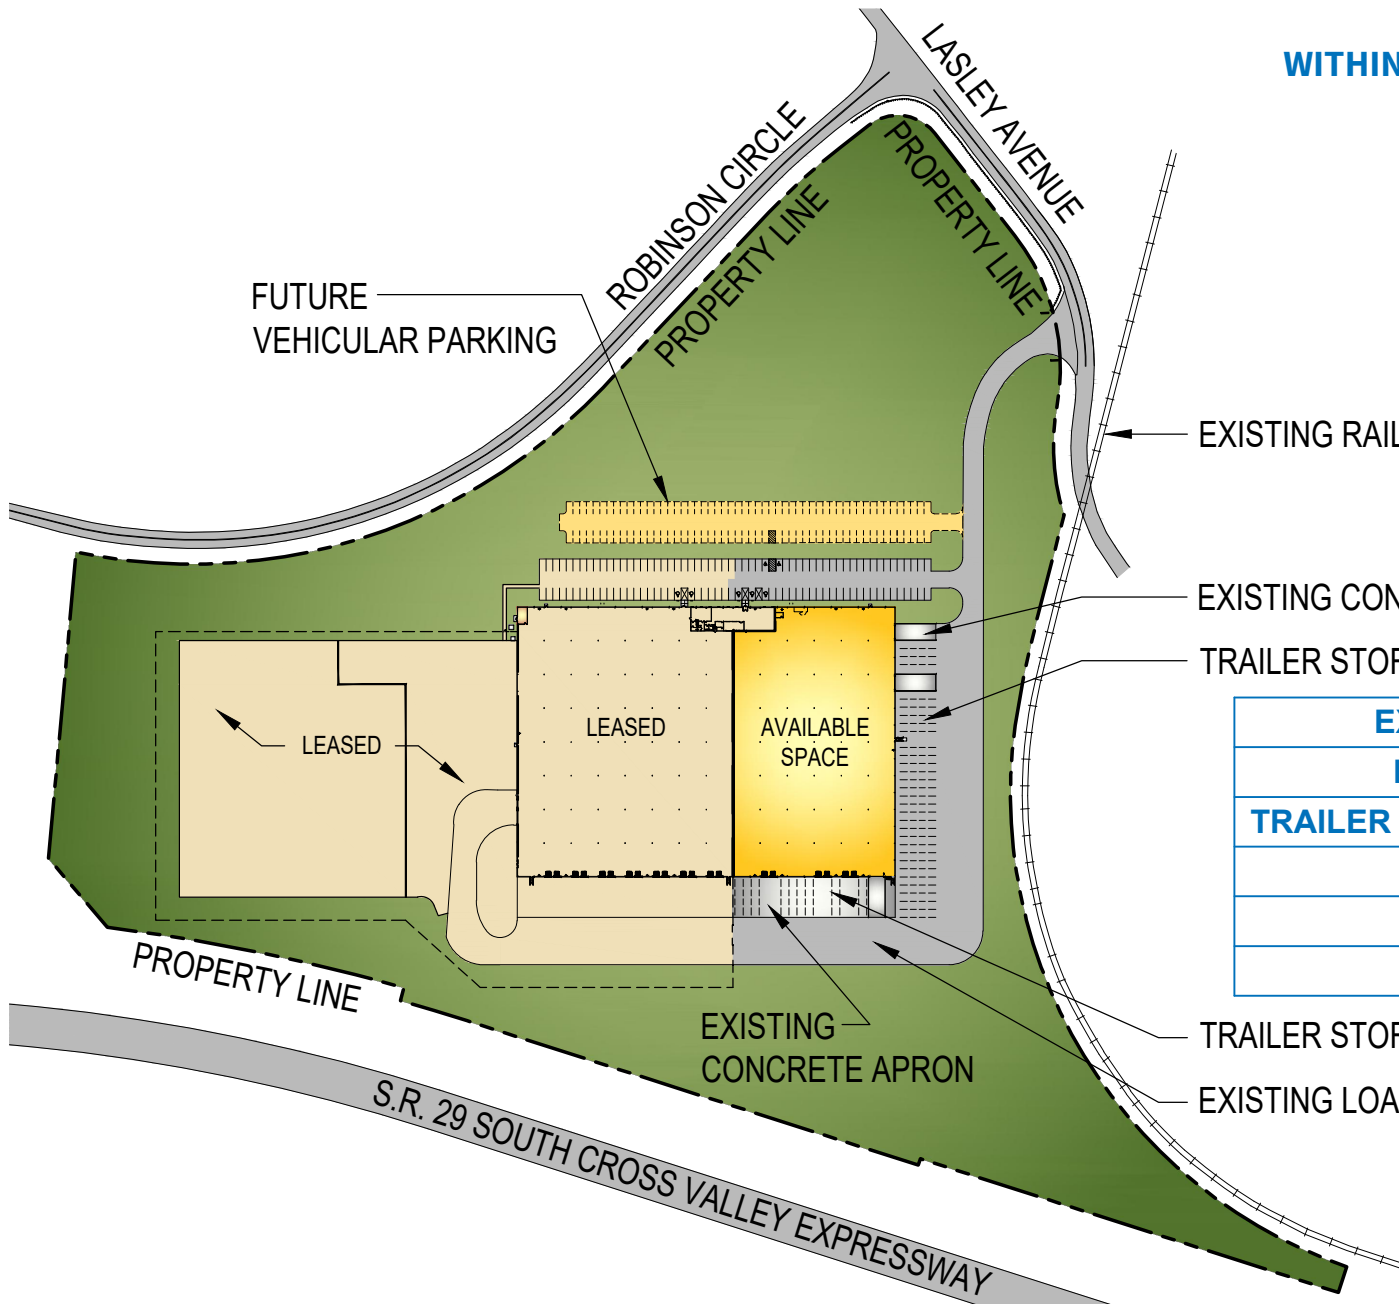 WITHIN
LASLEY AVENUE
ROBINSON CIRCLE
PROPERTY LINE
PROPERTY LINE
FUTURE
VEHICULAR PARKING
EXISTING RAIL
EXISTING CON
TRAILER STOR
LEASED
AVAILABLE
SPACE
LEASED
EX
TRAILER
PROPERTY LINE
EXISTING
CONCRETE APRON
TRAILER STOR
EXISTING LOA
S.R. 29 SOUTH CROSS VALLEY EXPRESSWAY